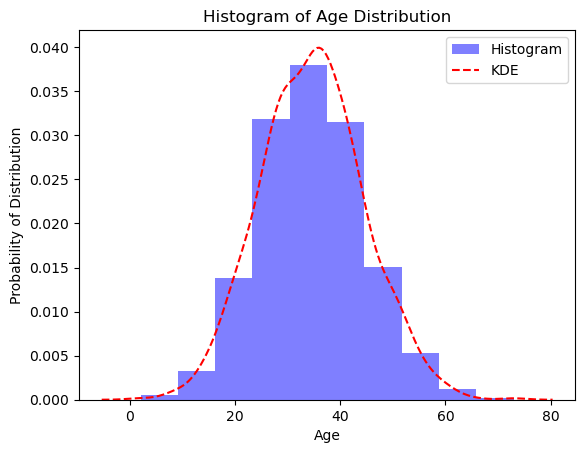 Histogram of Age Distribution
Histogram
KDE
Probability of Distribution
0.040
0.035
0.030
0.025
0.020
0.015
0.010
0.005
0.000
0
20
40
60
80
Age